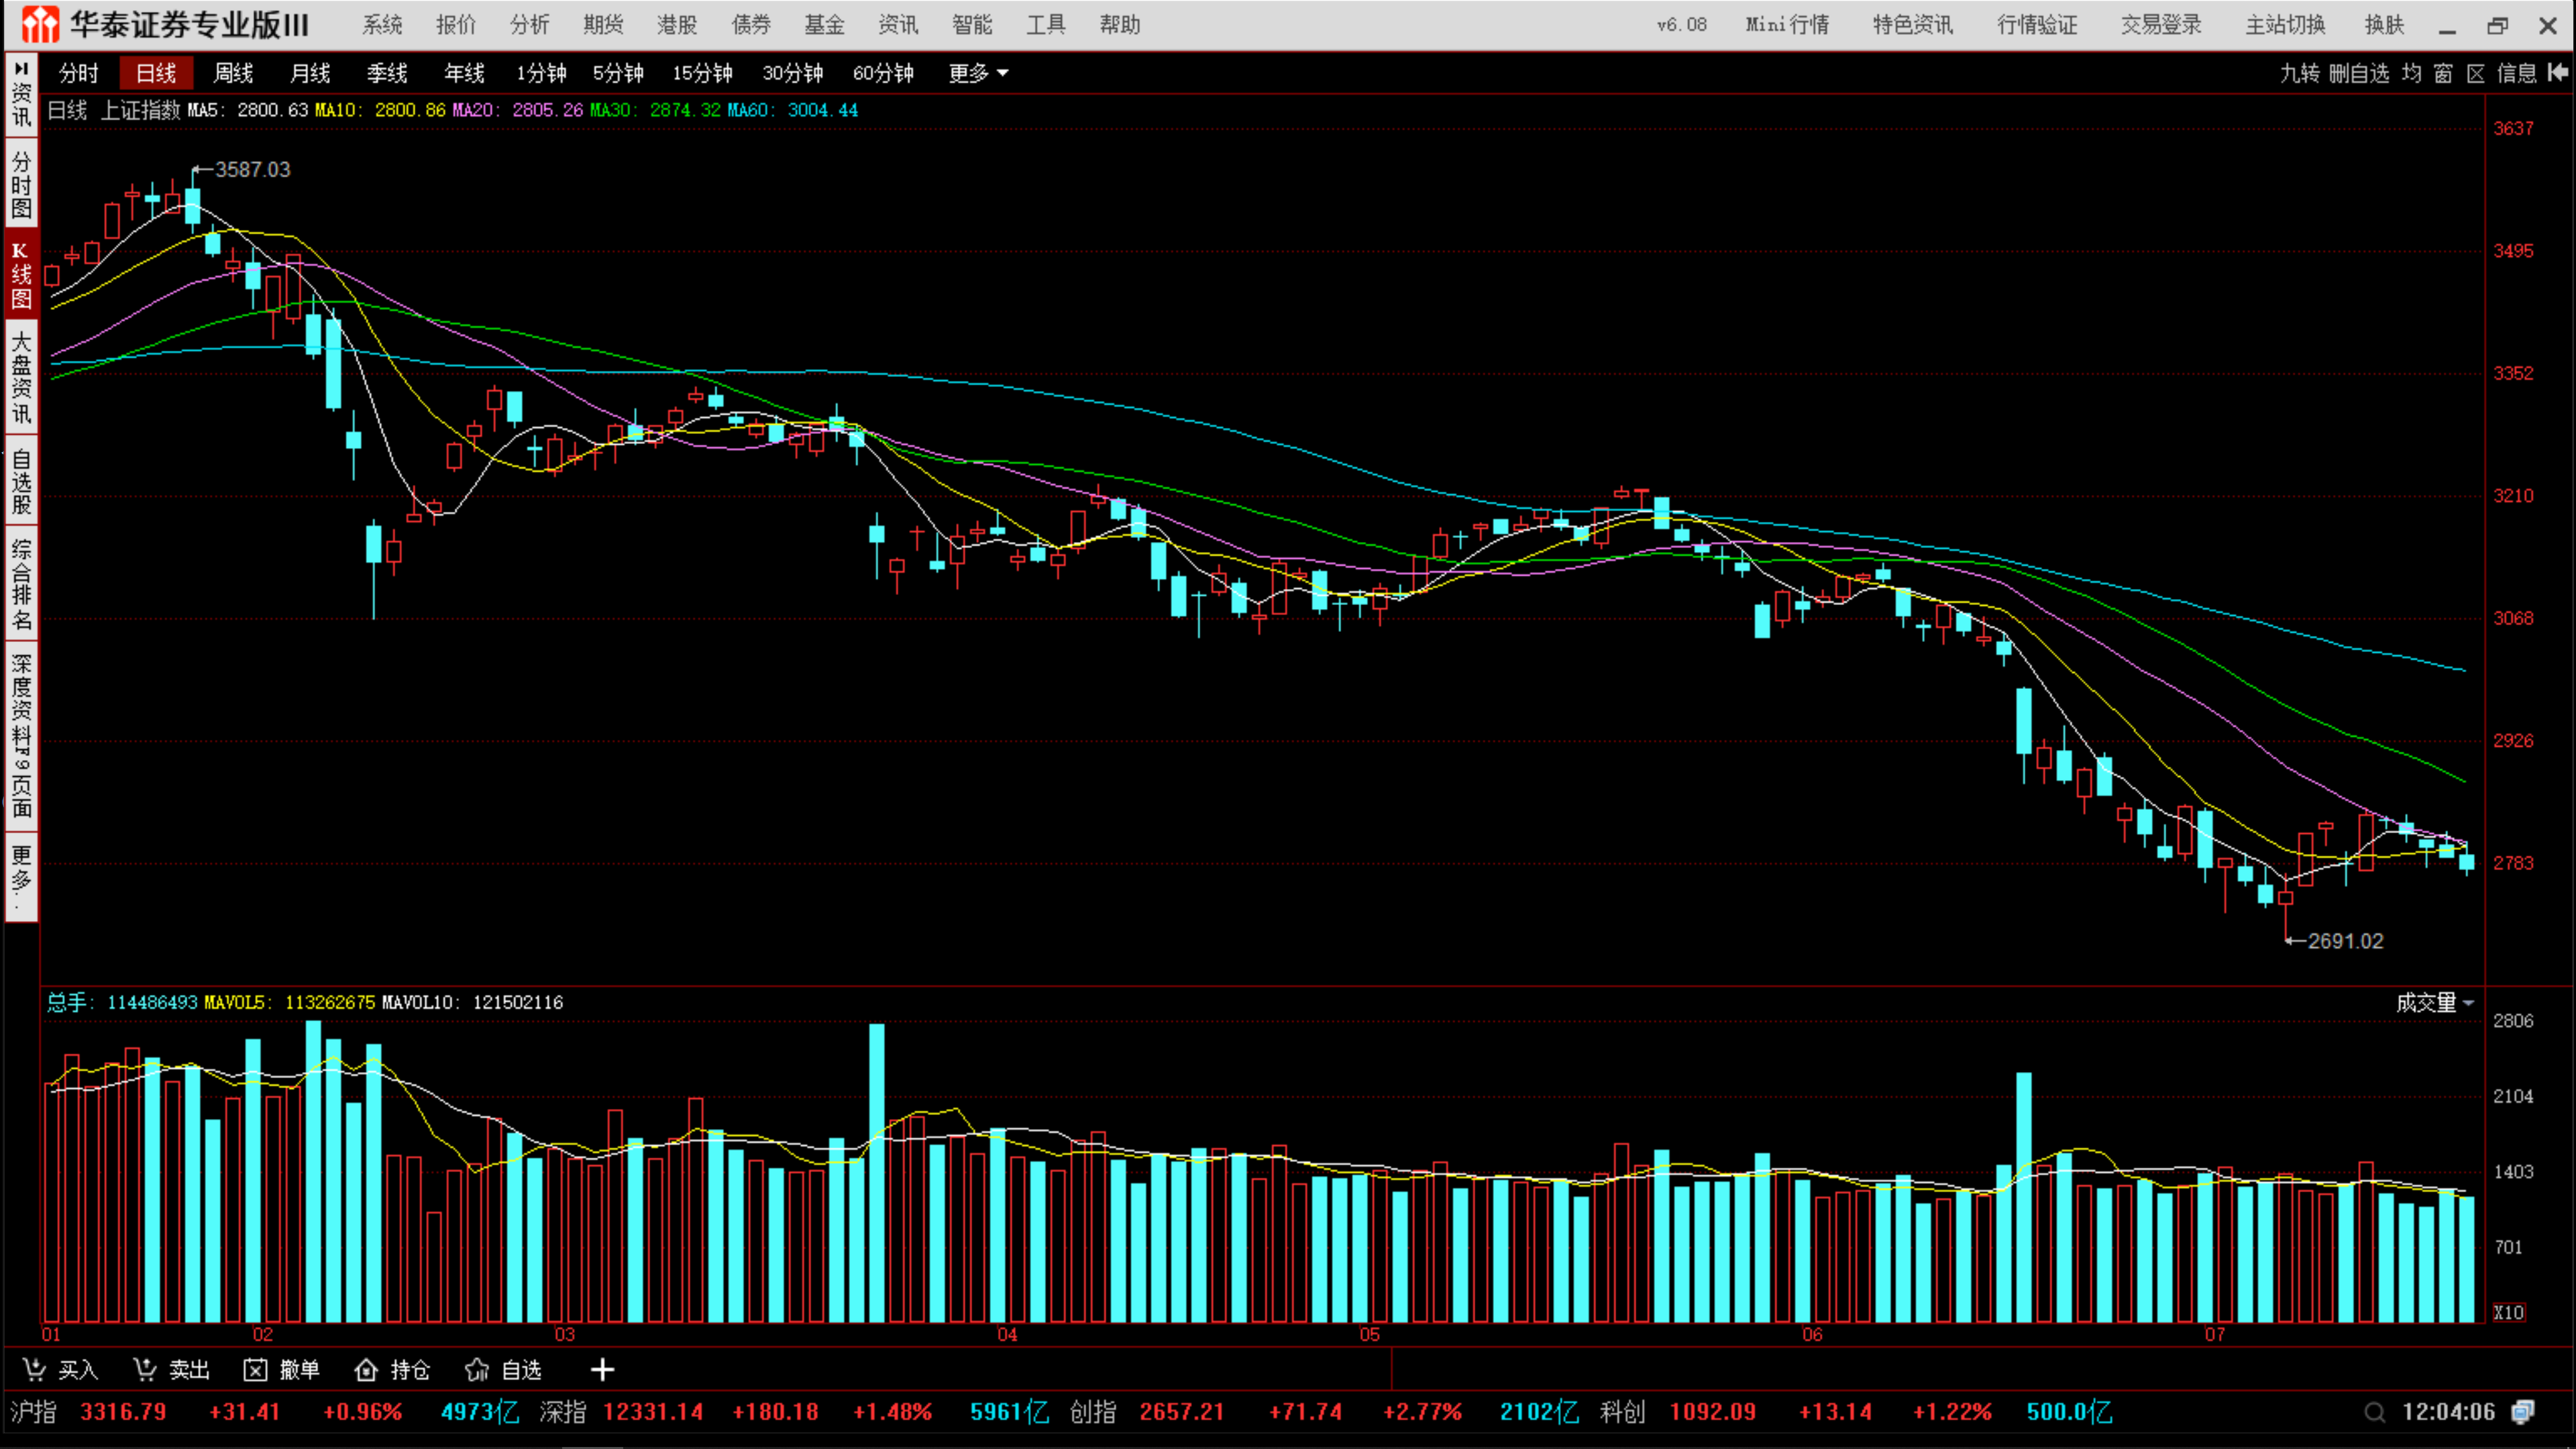 华泰证券专业版III 系统 报价 分析 期货 港股 债券 基金 资讯 智能 工具 帮助 v6.08 Mini行情 特色资讯 行情验证 交易登录 主站切换 换肤
分时 日线 周线 月线 季线 年线 1分钟 5分钟 15分钟 30分钟 60分钟 更多 九转 删自选 均 窗 区 信息
日线 上证指数 MA5: 2800.63 MA10: 2800.86 MA20: 2805.26 MA30: 2874.32 MA60: 3004.44
资讯
分时图
K线图
大盘资讯
自选股
综合排名
深度资料F9页面
更多..
3637
3587.03
3495
3352
3210
3068
2926
2783
2691.02
总手: 114486493 MAVOL5: 113262675 MAVOL10: 121502116 成交量
2806
2104
1403
701
X10
01 02 03 04 05 06 07
买入 卖出 撤单 持仓 自选 +
沪指 3316.79 +31.41 +0.96% 4973亿 深指 12331.14 +180.18 +1.48% 5961亿 创指 2657.21 +71.74 +2.77% 2102亿 科创 1092.09 +13.14 +1.22% 500.0亿 12:04:06